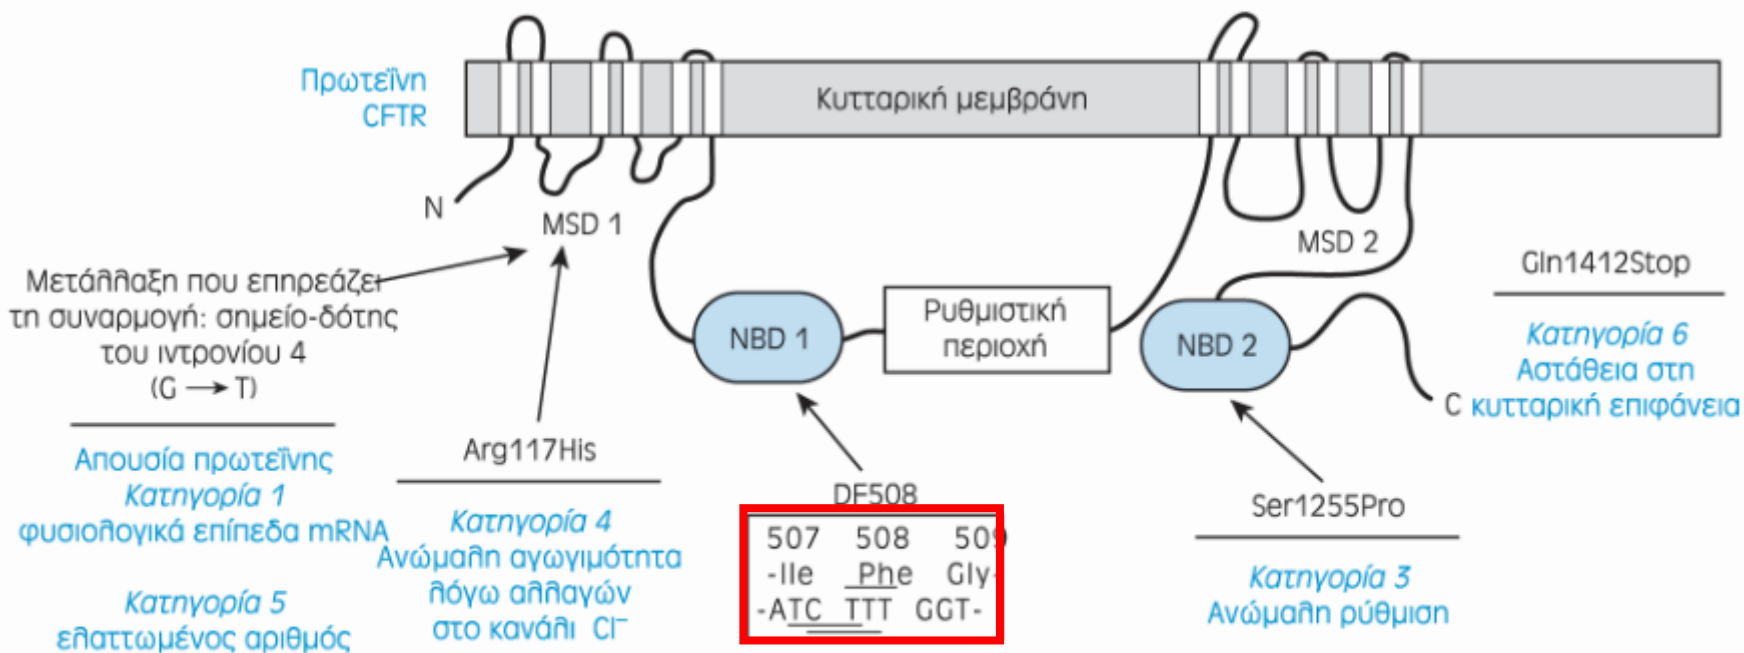 Πρωτεΐνη
CFTR
Κυτταρική μεμβράνη
N
MSD 1
MSD 2
Μετάλλαξη που επηρεάζει
τη συναρμογή: σημείο-δότης
του ιντρονίου 4
(G → T)
Απουσία πρωτεΐνης
Κατηγορία 1
φυσιολογικά επίπεδα mRNA
Κατηγορία 5
ελαττωμένος αριθμός
Arg117His
Κατηγορία 4
Ανώμαλη αγωγιμότητα
λόγω αλλαγών
στο κανάλι Cl⁻
NBD 1
Ρυθμιστική
περιοχή
NBD 2
DF508
507 508 509
-Ile Phe Gly-
-ATC TTT GGT-
Ser1255Pro
Κατηγορία 3
Ανώμαλη ρύθμιση
Gln1412Stop
Κατηγορία 6
Αστάθεια στη
κυτταρική επιφάνεια
C